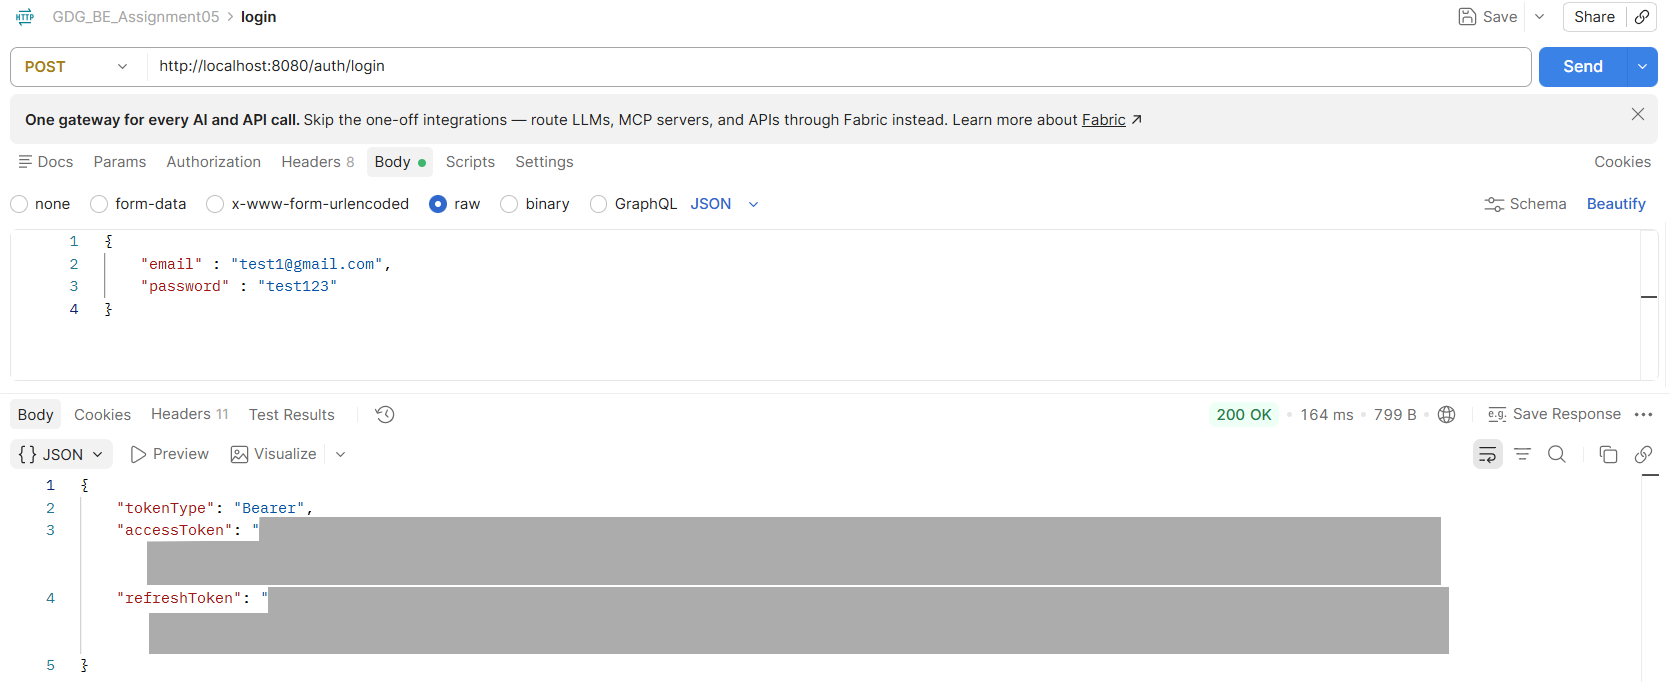 HTTP GDG_BE_Assignment05 > login Save Share
POST http://localhost:8080/auth/login Send
One gateway for every AI and API call. Skip the one-off integrations — route LLMs, MCP servers, and APIs through Fabric instead. Learn more about Fabric ↗
Docs Params Authorization Headers 8 Body Scripts Settings Cookies
none form-data x-www-form-urlencoded raw binary GraphQL JSON Schema Beautify
1 {
2 "email" : "test1@gmail.com",
3 "password" : "test123"
4 }
Body Cookies Headers 11 Test Results 200 OK • 164 ms • 799 B • e.g. Save Response
{} JSON Preview Visualize
1 {
2 "tokenType": "Bearer",
3 "accessToken": "
4 "refreshToken": "
5 }